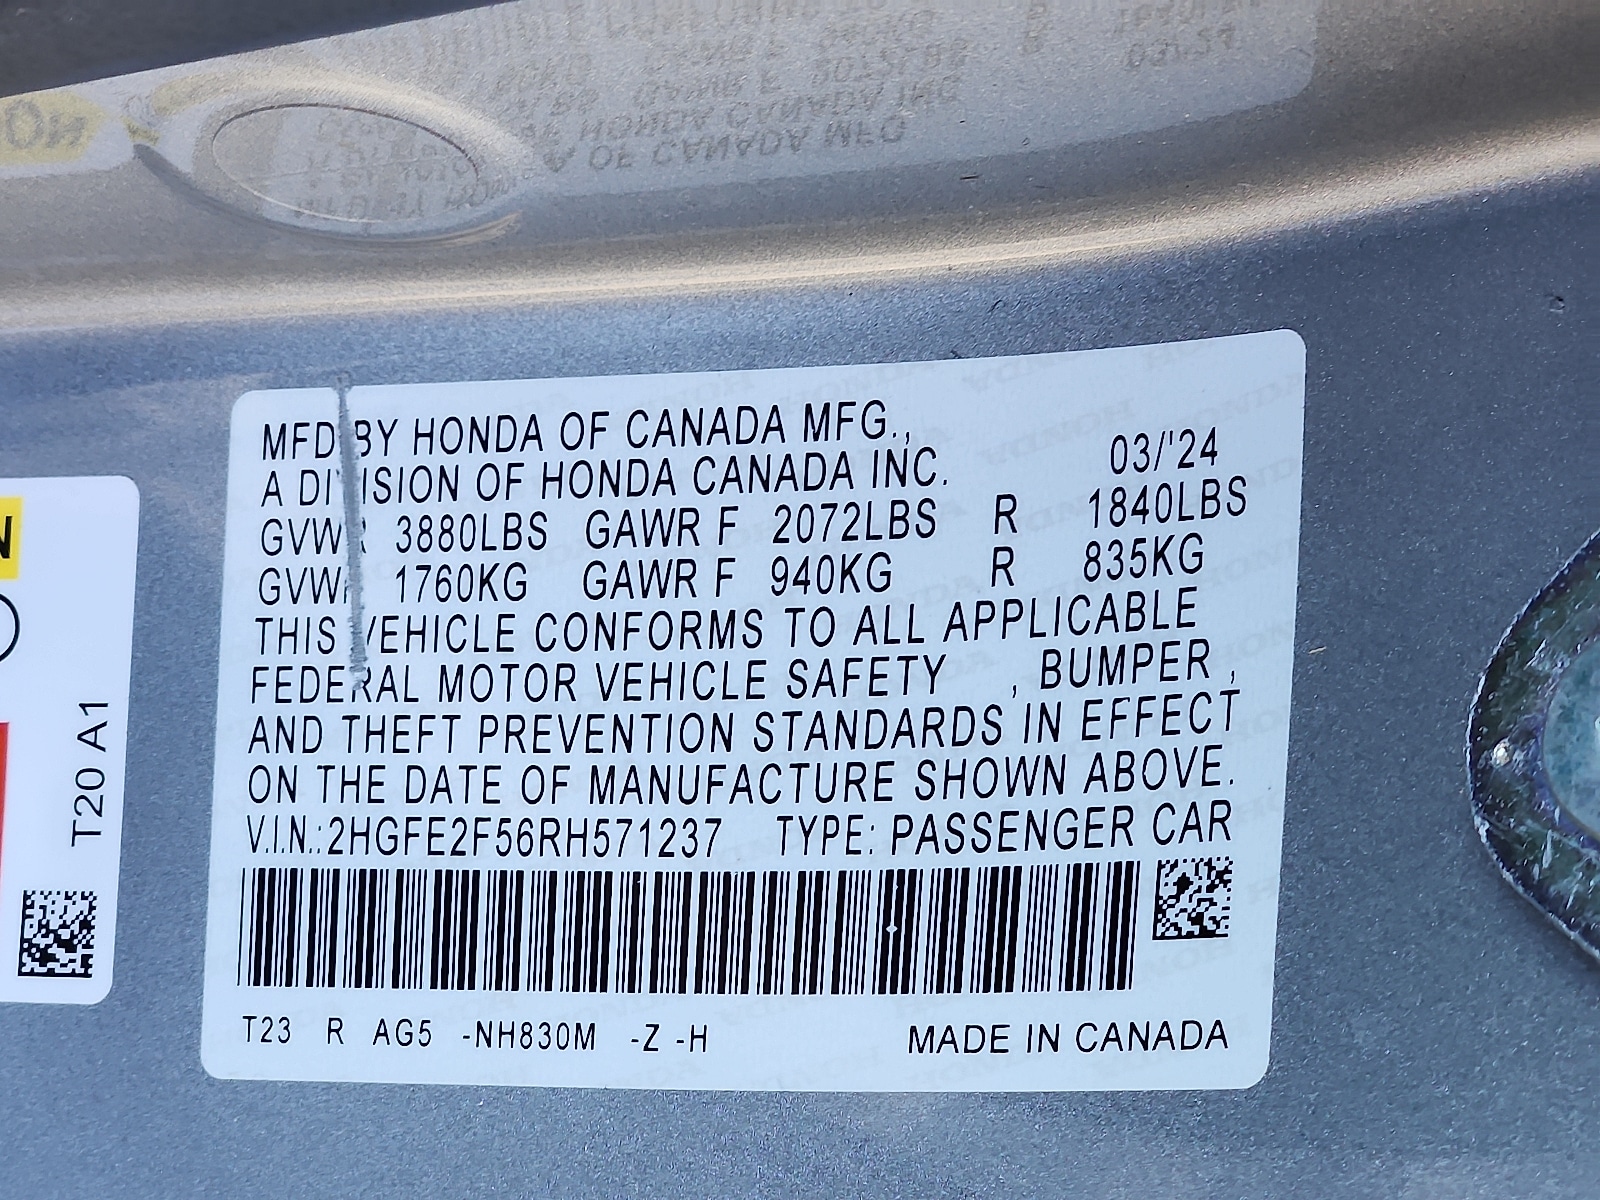 MFD BY HONDA OF CANADA MFG.,
A DIVISION OF HONDA CANADA INC. 03/'24
GVWR 3880LBS GAWR F 2072LBS R 1840LBS
GVWR 1760KG GAWR F 940KG R 835KG
THIS VEHICLE CONFORMS TO ALL APPLICABLE
FEDERAL MOTOR VEHICLE SAFETY , BUMPER ,
AND THEFT PREVENTION STANDARDS IN EFFECT
ON THE DATE OF MANUFACTURE SHOWN ABOVE.
V.I.N.:2HGFE2F56RH571237 TYPE: PASSENGER CAR
T23 R AG5 -NH830M -Z -H MADE IN CANADA
T20 A1